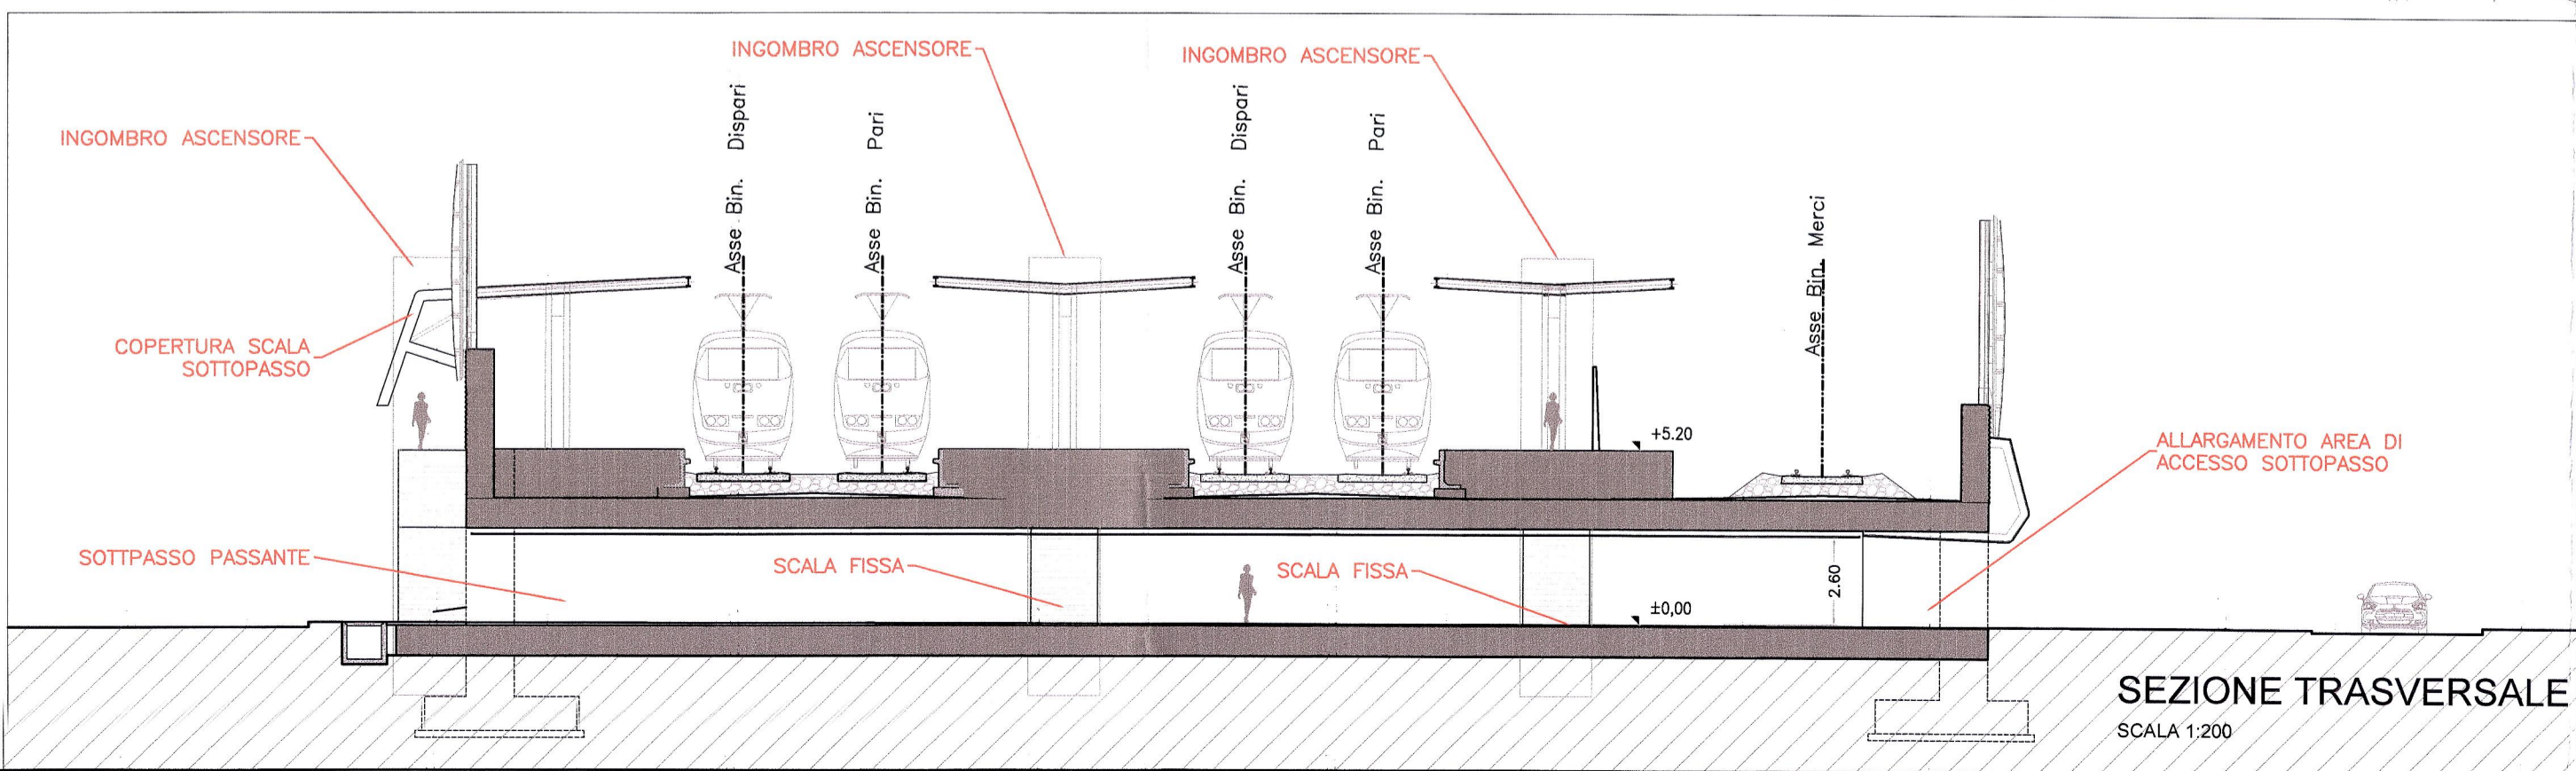 INGOMBRO ASCENSORE
INGOMBRO ASCENSORE
INGOMBRO ASCENSORE
Asse Bin. Dispari
Asse Bin. Pari
Asse Bin. Dispari
Asse Bin. Pari
Asse Bin. Merci
COPERTURA SCALA
SOTTOPASSO
+5.20
ALLARGAMENTO AREA DI
ACCESSO SOTTOPASSO
SOTTPASSO PASSANTE
SCALA FISSA
SCALA FISSA
2.60
±0,00
SEZIONE TRASVERSALE
SCALA 1:200